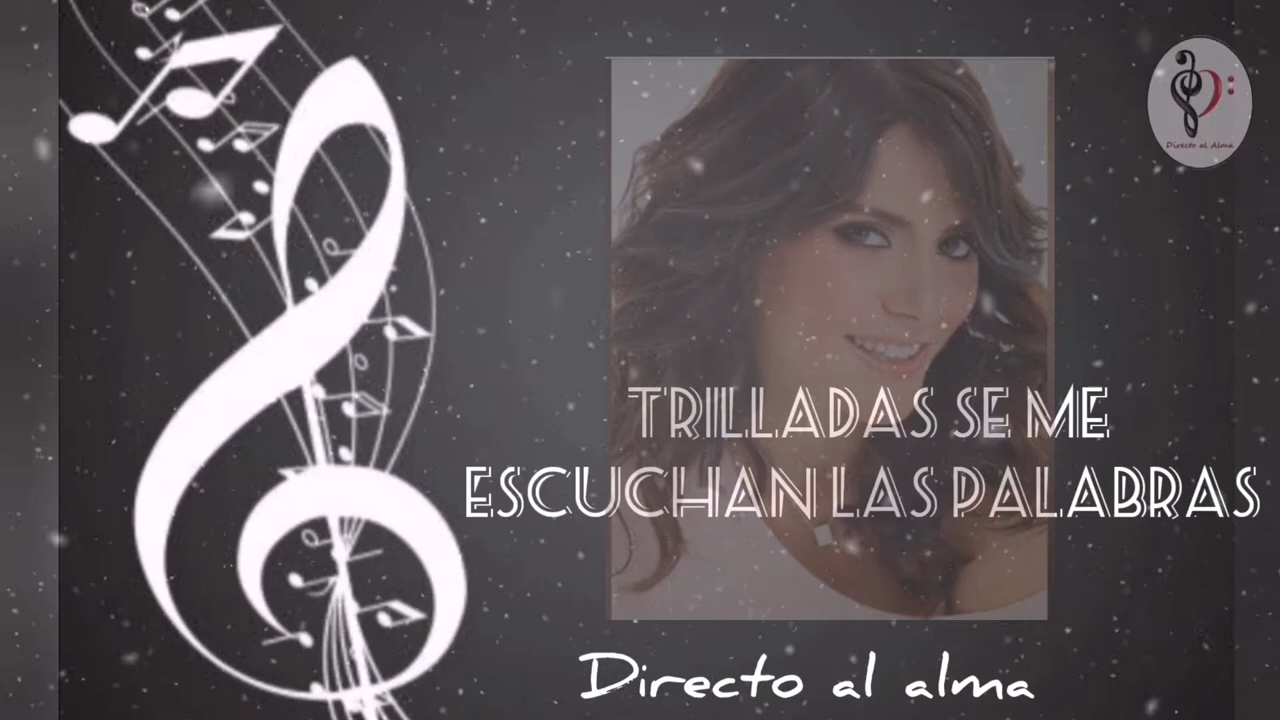 Directo al Alma
TRILLADAS SE ME
ESCUCHAN LAS PALABRAS
Directo al alma